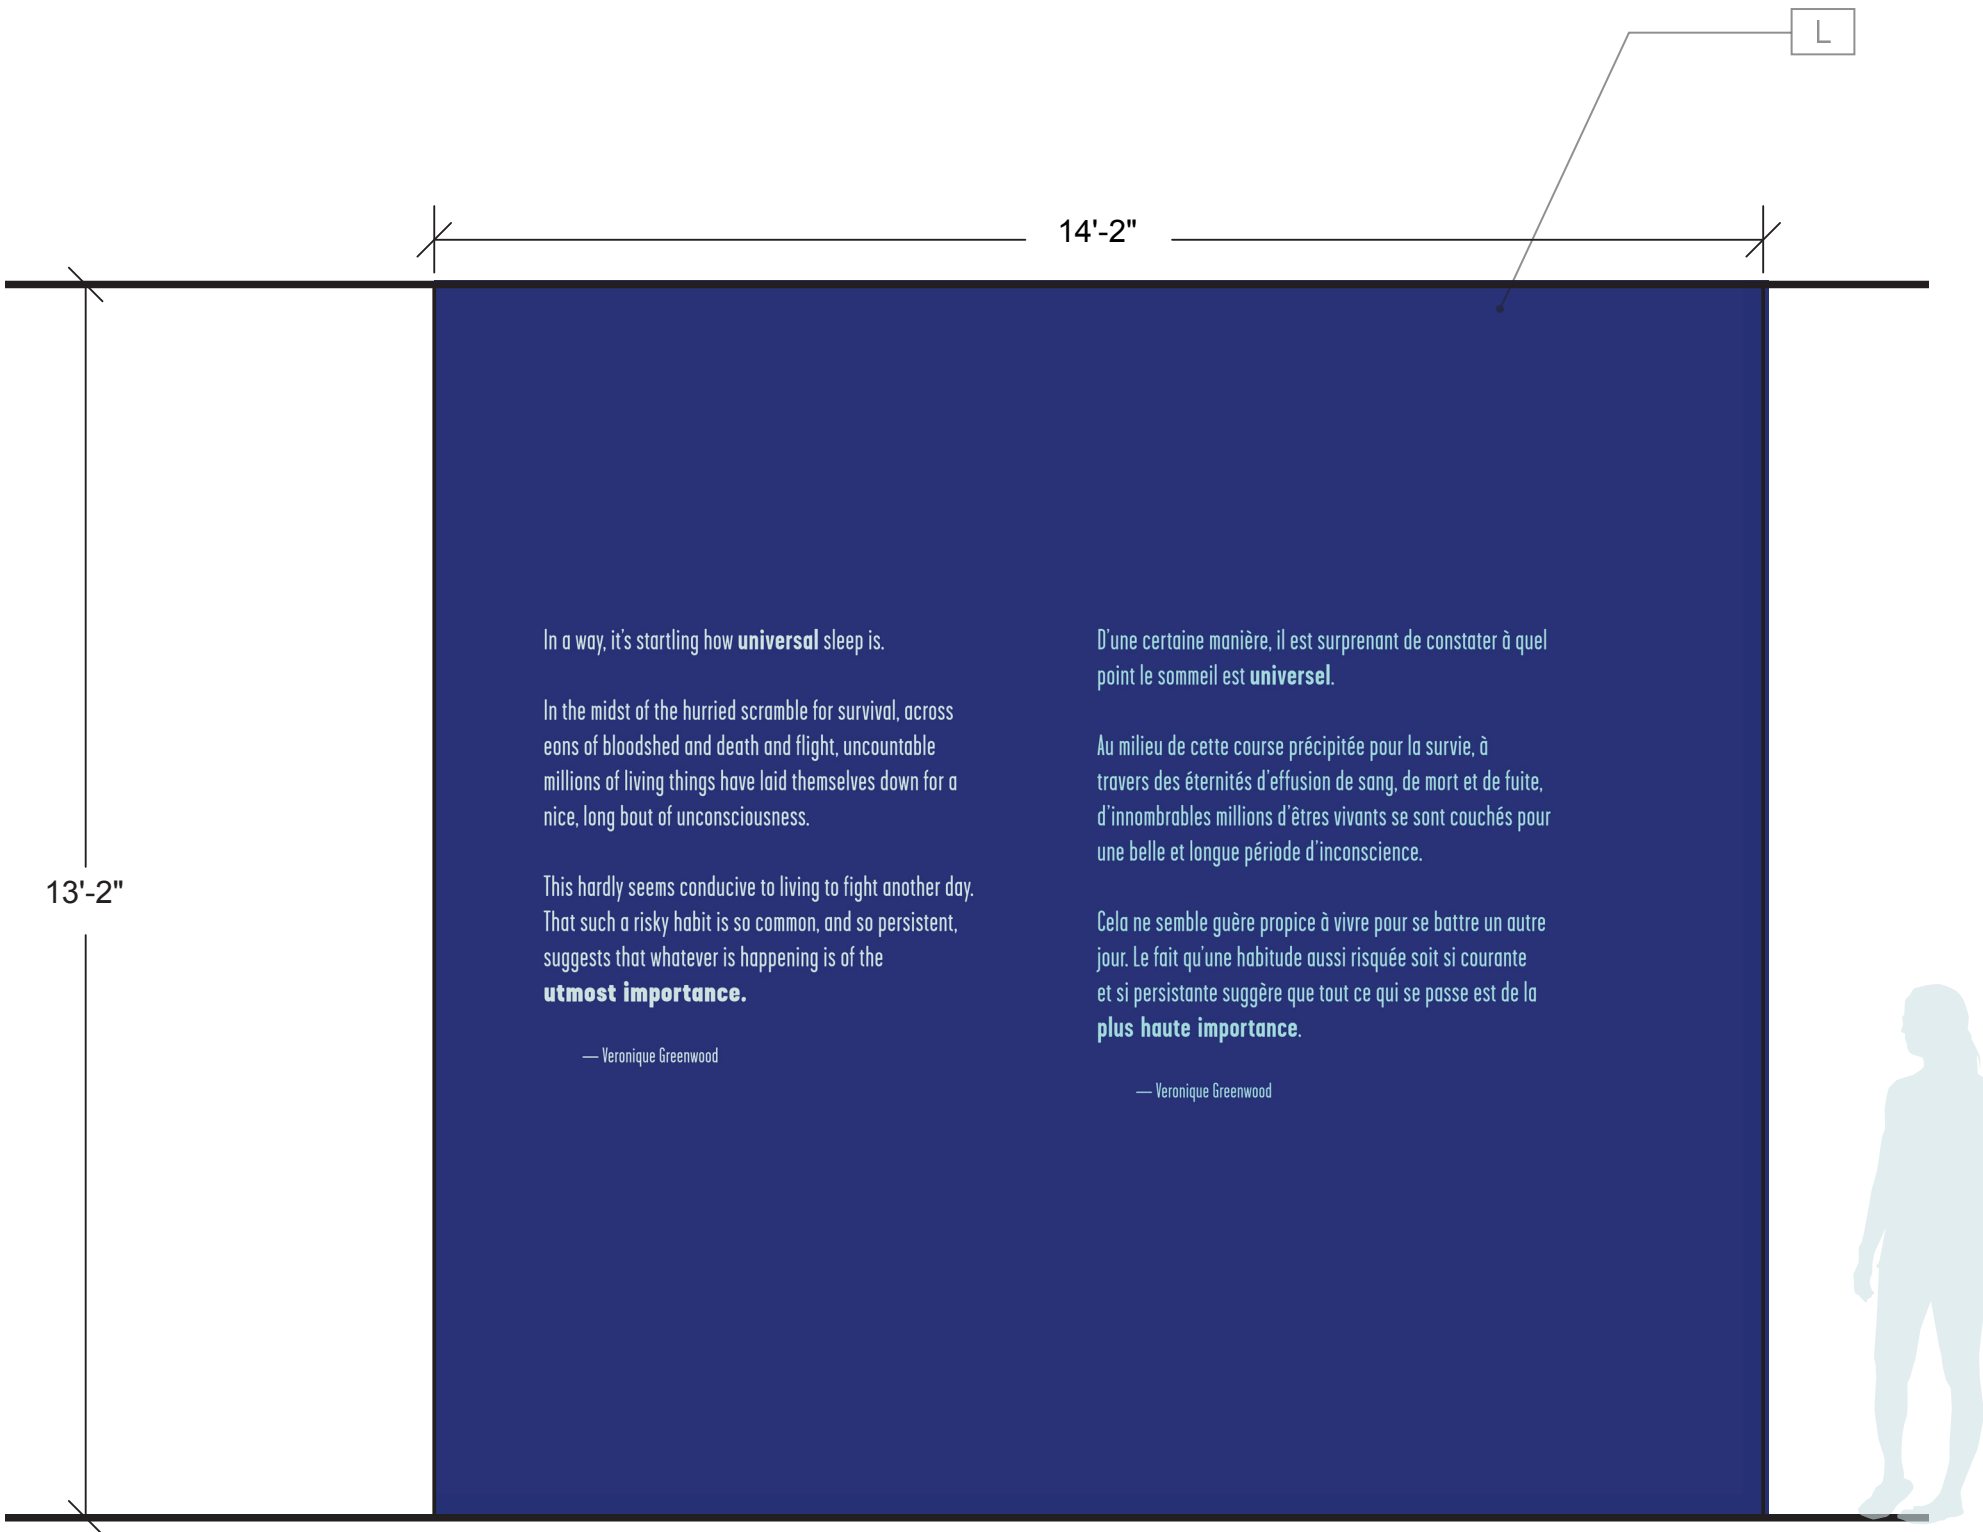 L
14'-2"
13'-2"
In a way, it's startling how universal sleep is.
In the midst of the hurried scramble for survival, across
eons of bloodshed and death and flight, uncountable
millions of living things have laid themselves down for a
nice, long bout of unconsciousness.
This hardly seems conducive to living to fight another day.
That such a risky habit is so common, and so persistent,
suggests that whatever is happening is of the
utmost importance.
— Veronique Greenwood
D'une certaine manière, il est surprenant de constater à quel
point le sommeil est universel.
Au milieu de cette course précipitée pour la survie, à
travers des éternités d'effusion de sang, de mort et de fuite,
d'innombrables millions d'êtres vivants se sont couchés pour
une belle et longue période d'inconscience.
Cela ne semble guère propice à vivre pour se battre un autre
jour. Le fait qu'une habitude aussi risquée soit si courante
et si persistante suggère que tout ce qui se passe est de la
plus haute importance.
— Veronique Greenwood